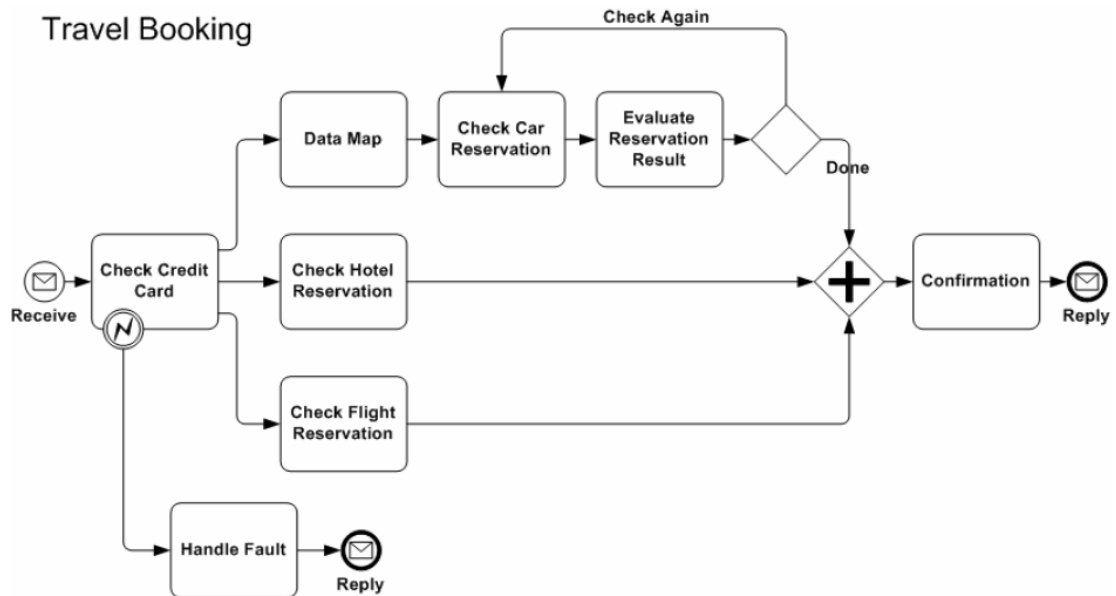 Travel Booking
Check Again
Data Map
Check Car
Reservation
Evaluate
Reservation
Result
Done
Receive
Check Credit
Card
Check Hotel
Reservation
Confirmation
Reply
Check Flight
Reservation
Handle Fault
Reply